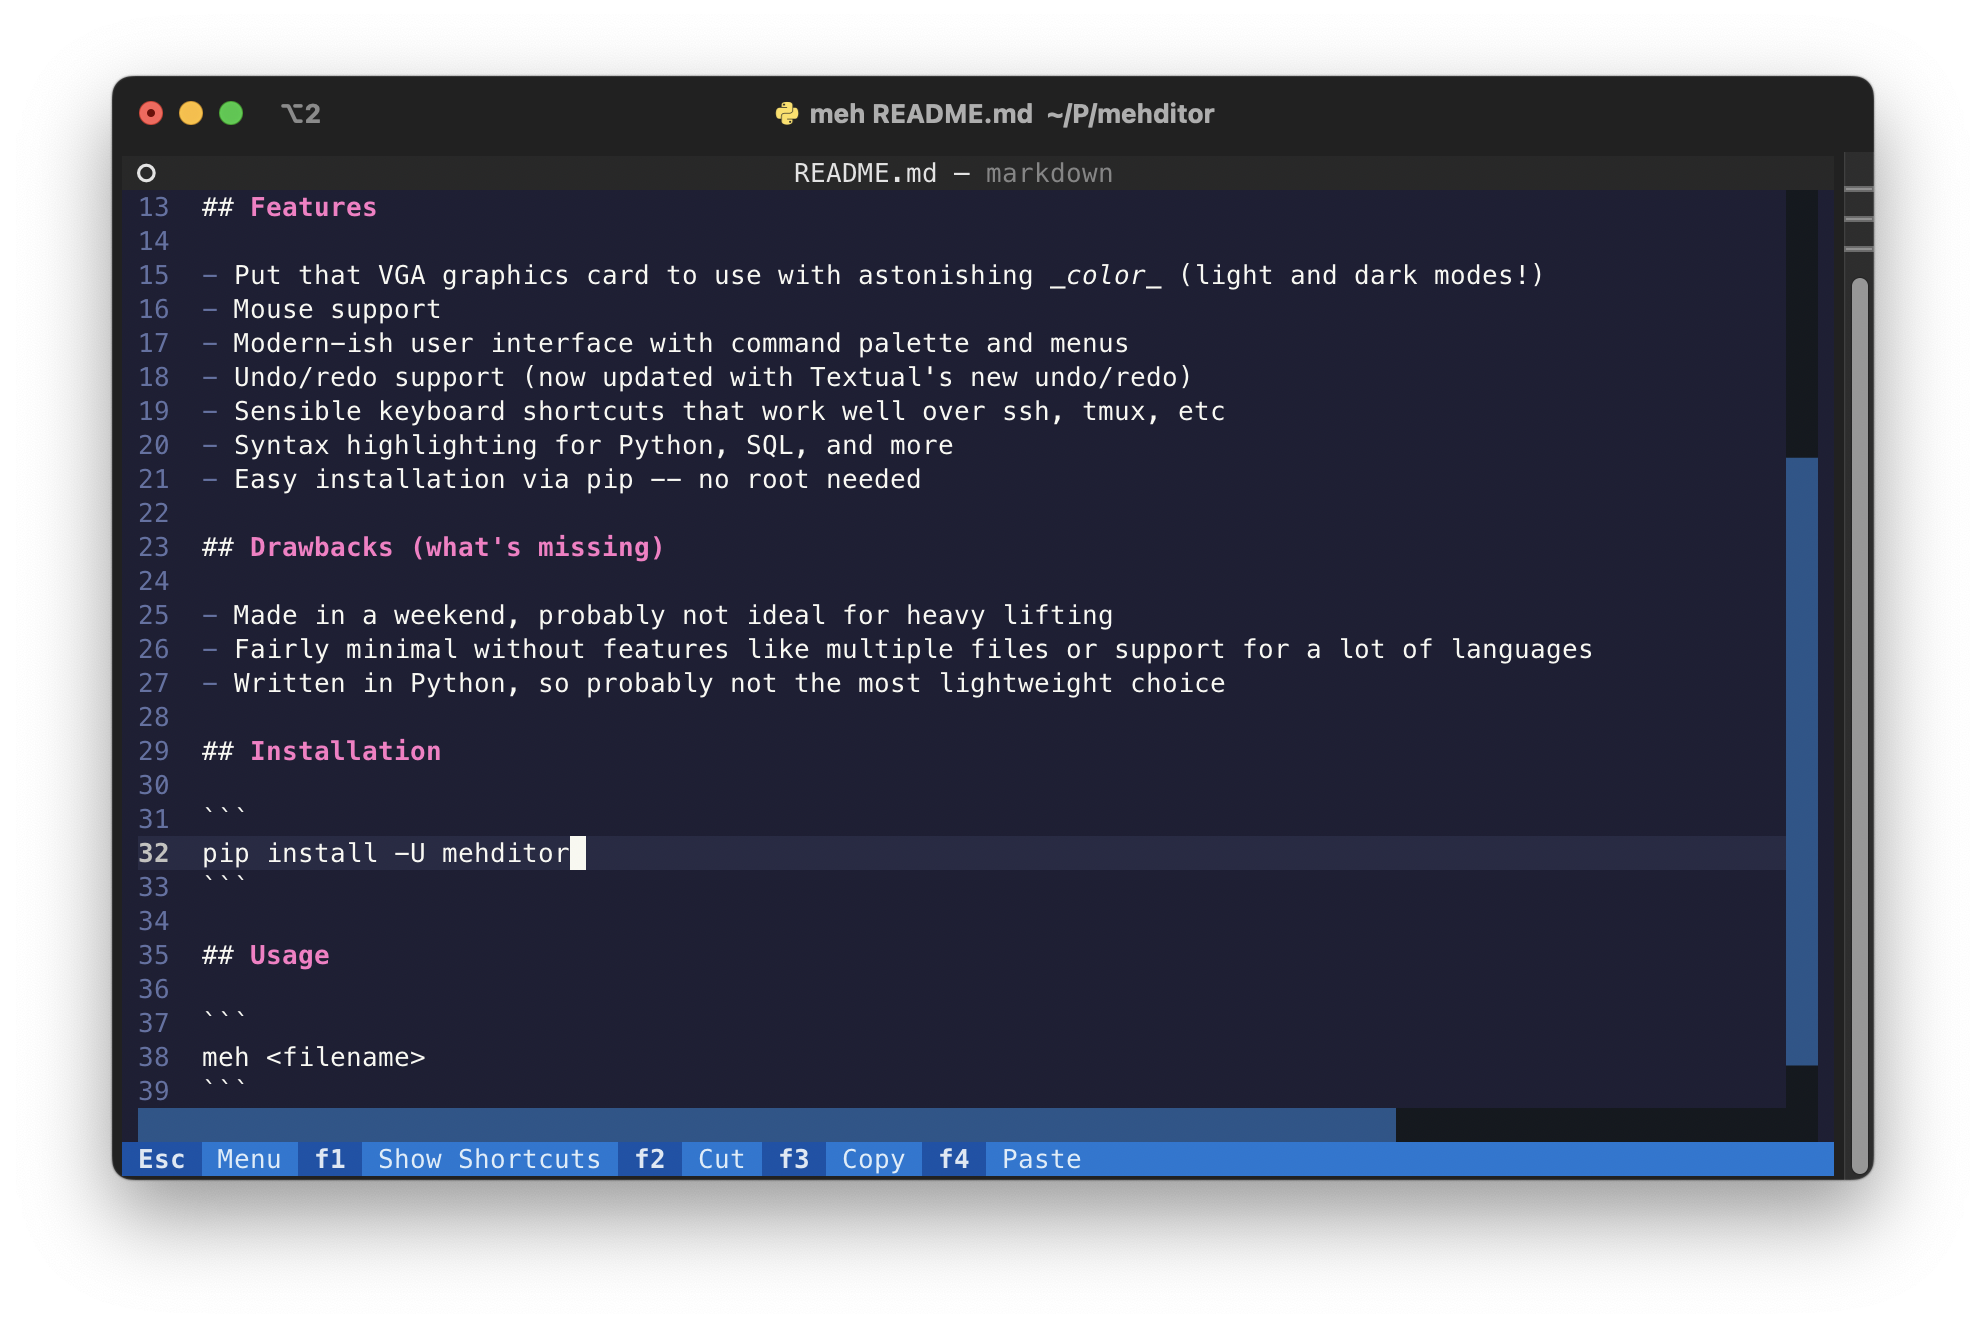 ⌥2 meh README.md ~/P/mehditor
README.md — markdown
13 ## Features
14
15 - Put that VGA graphics card to use with astonishing _color_ (light and dark modes!)
16 - Mouse support
17 - Modern-ish user interface with command palette and menus
18 - Undo/redo support (now updated with Textual's new undo/redo)
19 - Sensible keyboard shortcuts that work well over ssh, tmux, etc
20 - Syntax highlighting for Python, SQL, and more
21 - Easy installation via pip -- no root needed
22
23 ## Drawbacks (what's missing)
24
25 - Made in a weekend, probably not ideal for heavy lifting
26 - Fairly minimal without features like multiple files or support for a lot of languages
27 - Written in Python, so probably not the most lightweight choice
28
29 ## Installation
30
31 ```
32 pip install -U mehditor
33 ```
34
35 ## Usage
36
37 ```
38 meh <filename>
39 ```
Esc Menu f1 Show Shortcuts f2 Cut f3 Copy f4 Paste